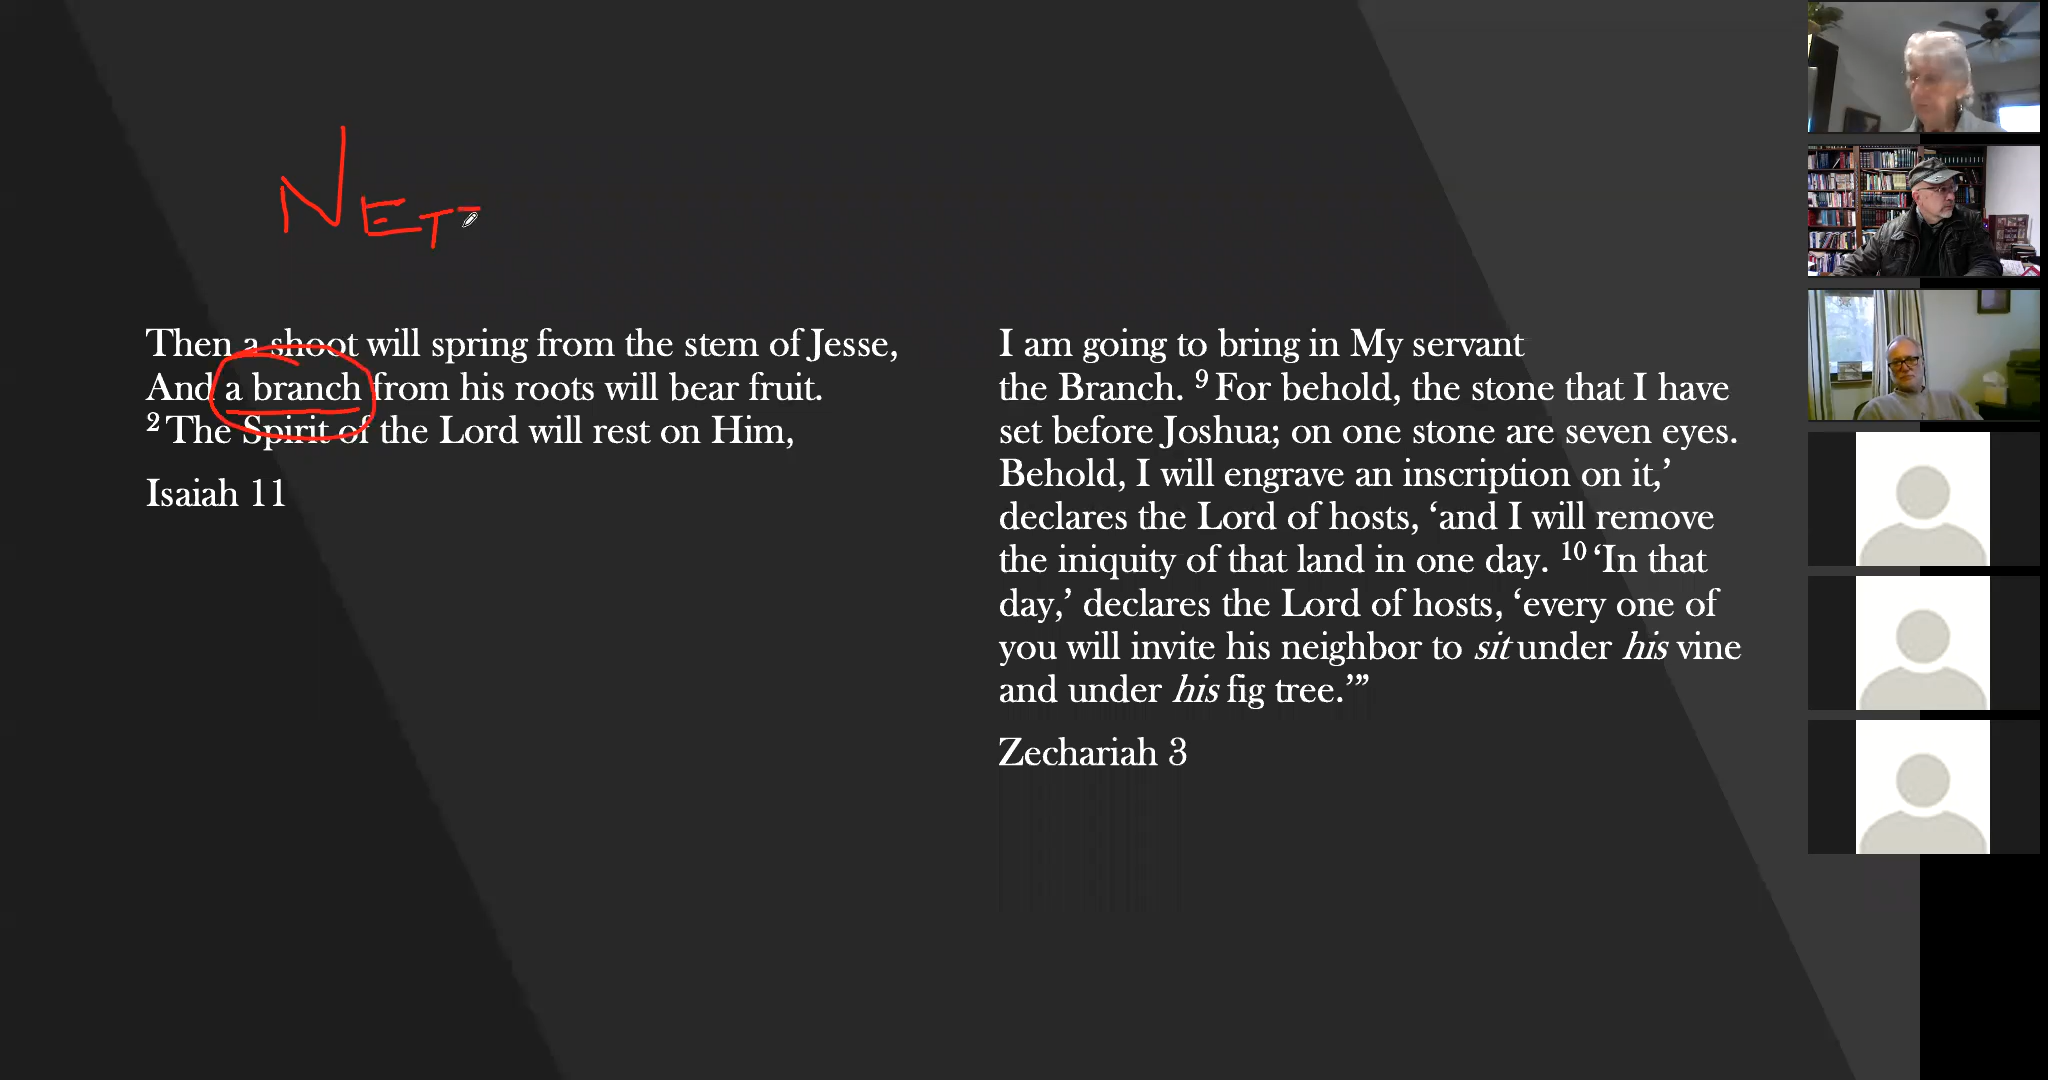 NET
Then a shoot will spring from the stem of Jesse,
And a branch from his roots will bear fruit.
2 The Spirit of the Lord will rest on Him,
Isaiah 11
I am going to bring in My servant
the Branch. 9 For behold, the stone that I have
set before Joshua; on one stone are seven eyes.
Behold, I will engrave an inscription on it,’
declares the Lord of hosts, ‘and I will remove
the iniquity of that land in one day. 10 ‘In that
day,’ declares the Lord of hosts, ‘every one of
you will invite his neighbor to sit under his vine
and under his fig tree.’”
Zechariah 3